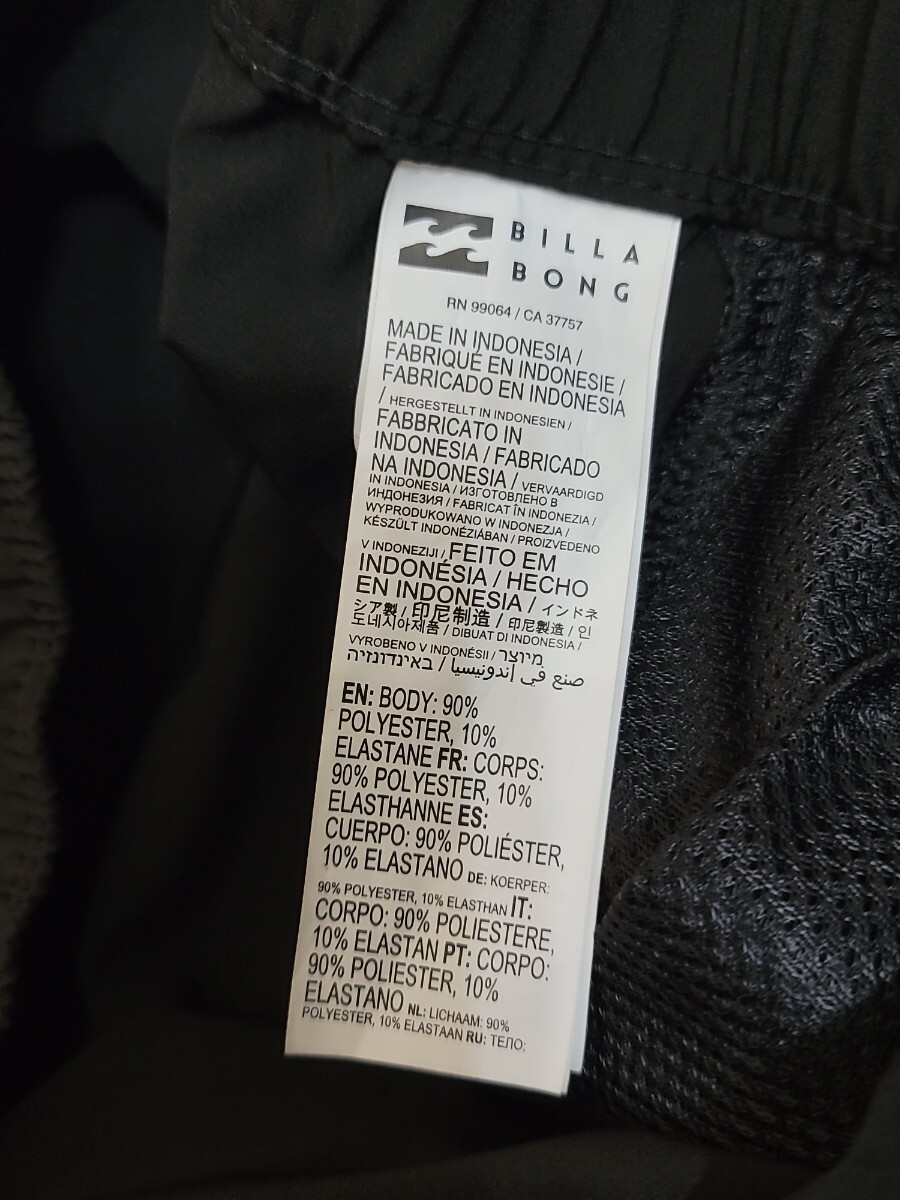 BILLA
BONG
RN 99064 / CA 37757
MADE IN INDONESIA /
FABRIQUÉ EN INDONESIE /
FABRICADO EN INDONESIA
/ HERGESTELLT IN INDONESIEN /
FABBRICATO IN
INDONESIA / FABRICADO
NA INDONESIA / VERVAARDIGD
IN INDONESIA / ИЗГОТОВЛЕНО В
ИНДОНЕЗИЯ / FABRICAT ÎN INDONEZIA /
WYPRODUKOWANO W INDONEZJA /
KÉSZÜLT INDONÉZIÁBAN / PROIZVEDENO
V INDONEZIJI / FEITO EM
INDONÉSIA / HECHO
EN INDONESIA / インドネ
シア製 / 印尼制造 / 印尼製造 / 인
도네시아제품 / DIBUAT DI INDONESIA /
VYROBENO V INDONÉSII / מיוצר
באינדונזיה / صنع في إندونيسيا
EN: BODY: 90%
POLYESTER, 10%
ELASTANE FR: CORPS:
90% POLYESTER, 10%
ELASTHANNE ES:
CUERPO: 90% POLIÉSTER,
10% ELASTANO DE: KOERPER:
90% POLYESTER, 10% ELASTHAN IT:
CORPO: 90% POLIESTERE,
10% ELASTAN PT: CORPO:
90% POLIESTER, 10%
ELASTANO NL: LICHAAM: 90%
POLYESTER, 10% ELASTAAN RU: ТЕЛО: